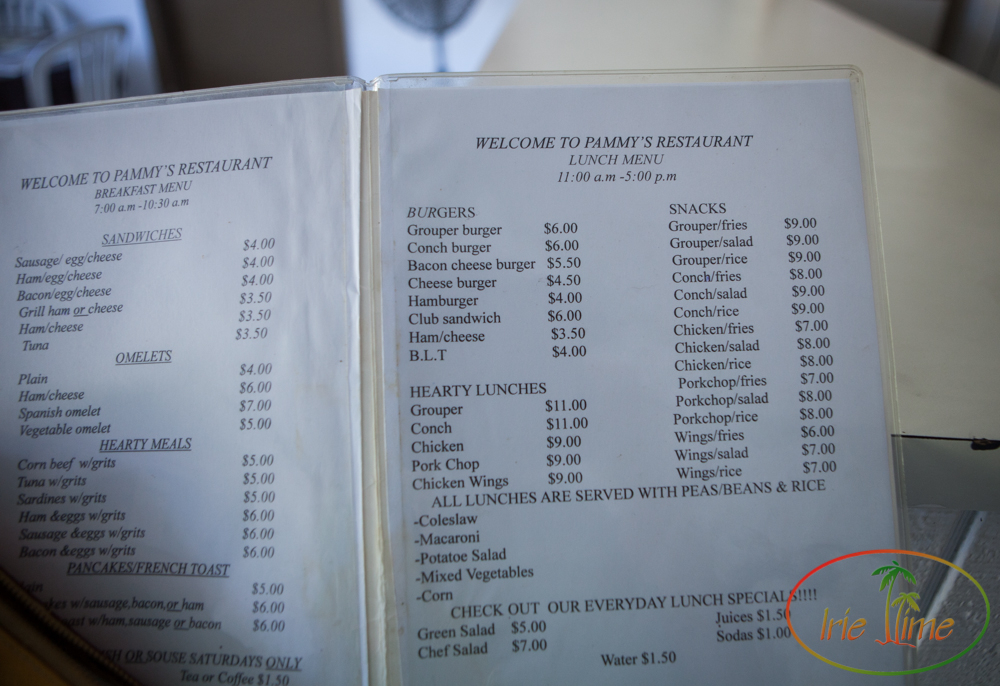 WELCOME TO PAMMY'S RESTAURANT
BREAKFAST MENU
7:00 a.m -10:30 a.m
SANDWICHES
Sausage/ egg/cheese $4.00
Ham/egg/cheese $4.00
Bacon/egg/cheese $4.00
Grill ham or cheese $3.50
Ham/cheese $3.50
Tuna $3.50
OMELETS
Plain $4.00
Ham/cheese $6.00
Spanish omelet $7.00
Vegetable omelet $5.00
HEARTY MEALS
Corn beef w/grits $5.00
Tuna w/grits $5.00
Sardines w/grits $5.00
Ham &eggs w/grits $6.00
Sausage &eggs w/grits $6.00
Bacon &eggs w/grits $6.00
PANCAKES/FRENCH TOAST
$5.00
w/sausage,bacon,or ham $6.00
w/ham,sausage or bacon $6.00
OR SOUSE SATURDAYS ONLY
Tea or Coffee $1.50
WELCOME TO PAMMY'S RESTAURANT
LUNCH MENU
11:00 a.m -5:00 p.m
BURGERS
Grouper burger $6.00
Conch burger $6.00
Bacon cheese burger $5.50
Cheese burger $4.50
Hamburger $4.00
Club sandwich $6.00
Ham/cheese $3.50
B.L.T $4.00
HEARTY LUNCHES
Grouper $11.00
Conch $11.00
Chicken $9.00
Pork Chop $9.00
Chicken Wings $9.00
SNACKS
Grouper/fries $9.00
Grouper/salad $9.00
Grouper/rice $9.00
Conch/fries $8.00
Conch/salad $9.00
Conch/rice $9.00
Chicken/fries $7.00
Chicken/salad $8.00
Chicken/rice $8.00
Porkchop/fries $7.00
Porkchop/salad $8.00
Porkchop/rice $8.00
Wings/fries $6.00
Wings/salad $7.00
Wings/rice $7.00
ALL LUNCHES ARE SERVED WITH PEAS/BEANS & RICE
-Coleslaw
-Macaroni
-Potatoe Salad
-Mixed Vegetables
-Corn
CHECK OUT OUR EVERYDAY LUNCH SPECIALS!!!!
Green Salad $5.00 Juices $1.50
Chef Salad $7.00 Sodas $1.00
Water $1.50
Irie Time